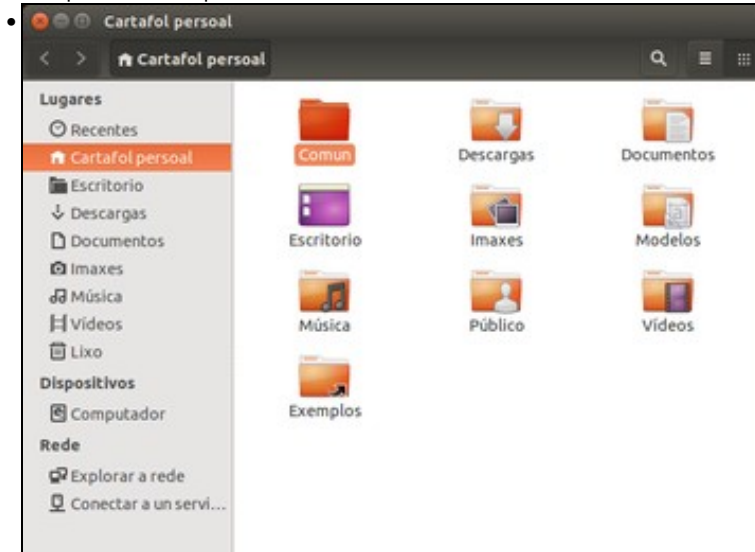 Cartafol persoal
Cartafol persoal
Lugares
Recentes
Cartafol persoal
Escritorio
Descargas
Documentos
Imaxes
Música
Vídeos
Lixo
Dispositivos
Computador
Rede
Explorar a rede
Conectar a un servi...
Comun
Descargas
Documentos
Escritorio
Imaxes
Modelos
Música
Público
Vídeos
Exemplos